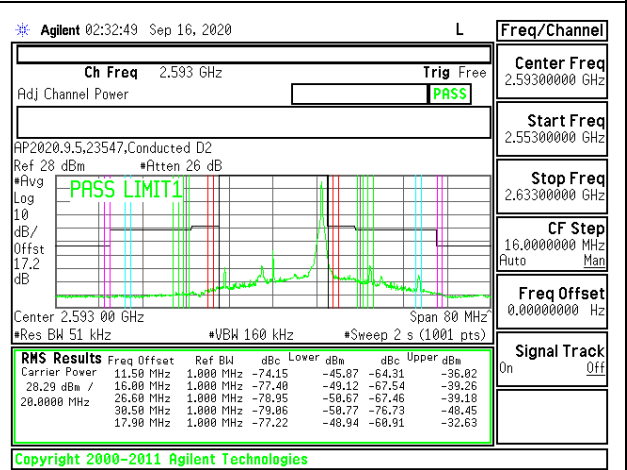 Agilent 02:32:49 Sep 16, 2020 L
Freq/Channel
Ch Freq 2.593 GHz Trig Free
Adj Channel Power PASS
AP2020.9.5,23547,Conducted D2
Ref 28 dBm #Atten 26 dB
#Avg
Log
10
dB/
Offst
17.2
dB
PASS LIMIT1
Center 2.593 00 GHz Span 80 MHz^
#Res BW 51 kHz #VBW 160 kHz #Sweep 2 s (1001 pts)
RMS Results Freq Offset Ref BW dBc Lower dBm dBc Upper dBm
Carrier Power 11.50 MHz 1.000 MHz -74.15 -45.87 -64.31 -36.02
28.29 dBm / 16.00 MHz 1.000 MHz -77.40 -49.12 -67.54 -39.26
20.0000 MHz 26.60 MHz 1.000 MHz -78.95 -50.67 -67.46 -39.18
30.50 MHz 1.000 MHz -79.06 -50.77 -76.73 -48.45
17.90 MHz 1.000 MHz -77.22 -48.94 -60.91 -32.63
Copyright 2000-2011 Agilent Technologies
Center Freq
2.59300000 GHz
Start Freq
2.55300000 GHz
Stop Freq
2.63300000 GHz
CF Step
16.0000000 MHz
Auto Man
Freq Offset
0.00000000 Hz
Signal Track
On Off